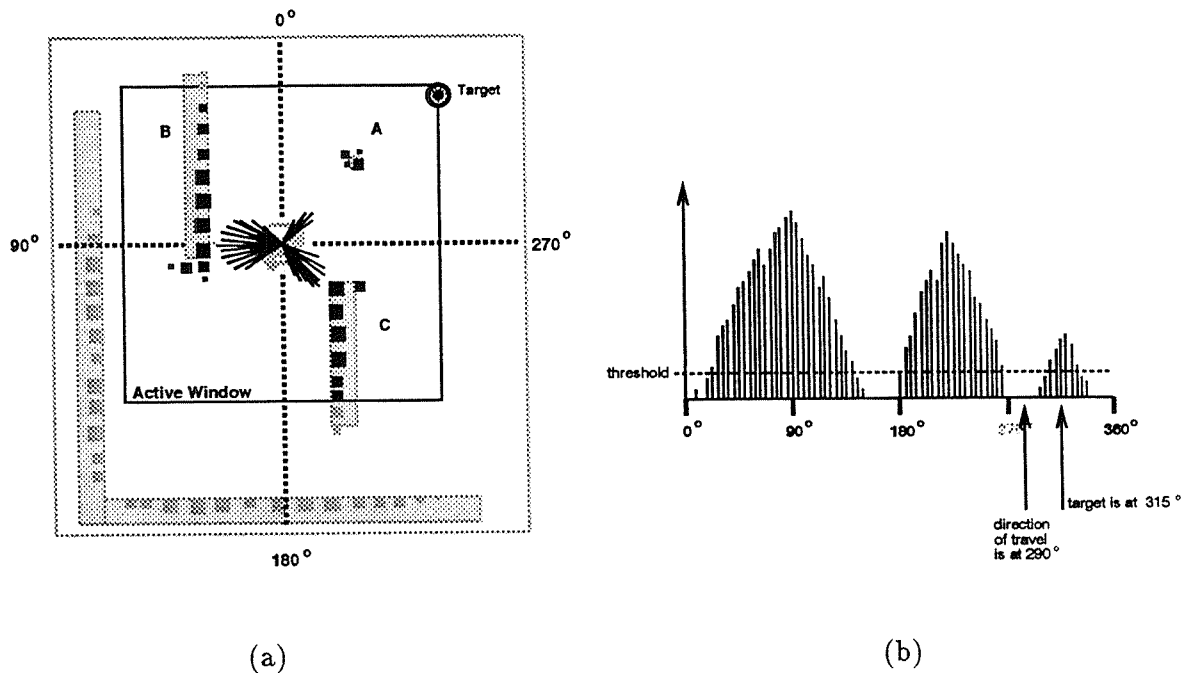 0°
Target
B
A
90°
270°
C
Active Window
180°
(a)
threshold
0°
90°
180°
270°
360°
target is at 315 °
direction
of travel
is at 290°
(b)